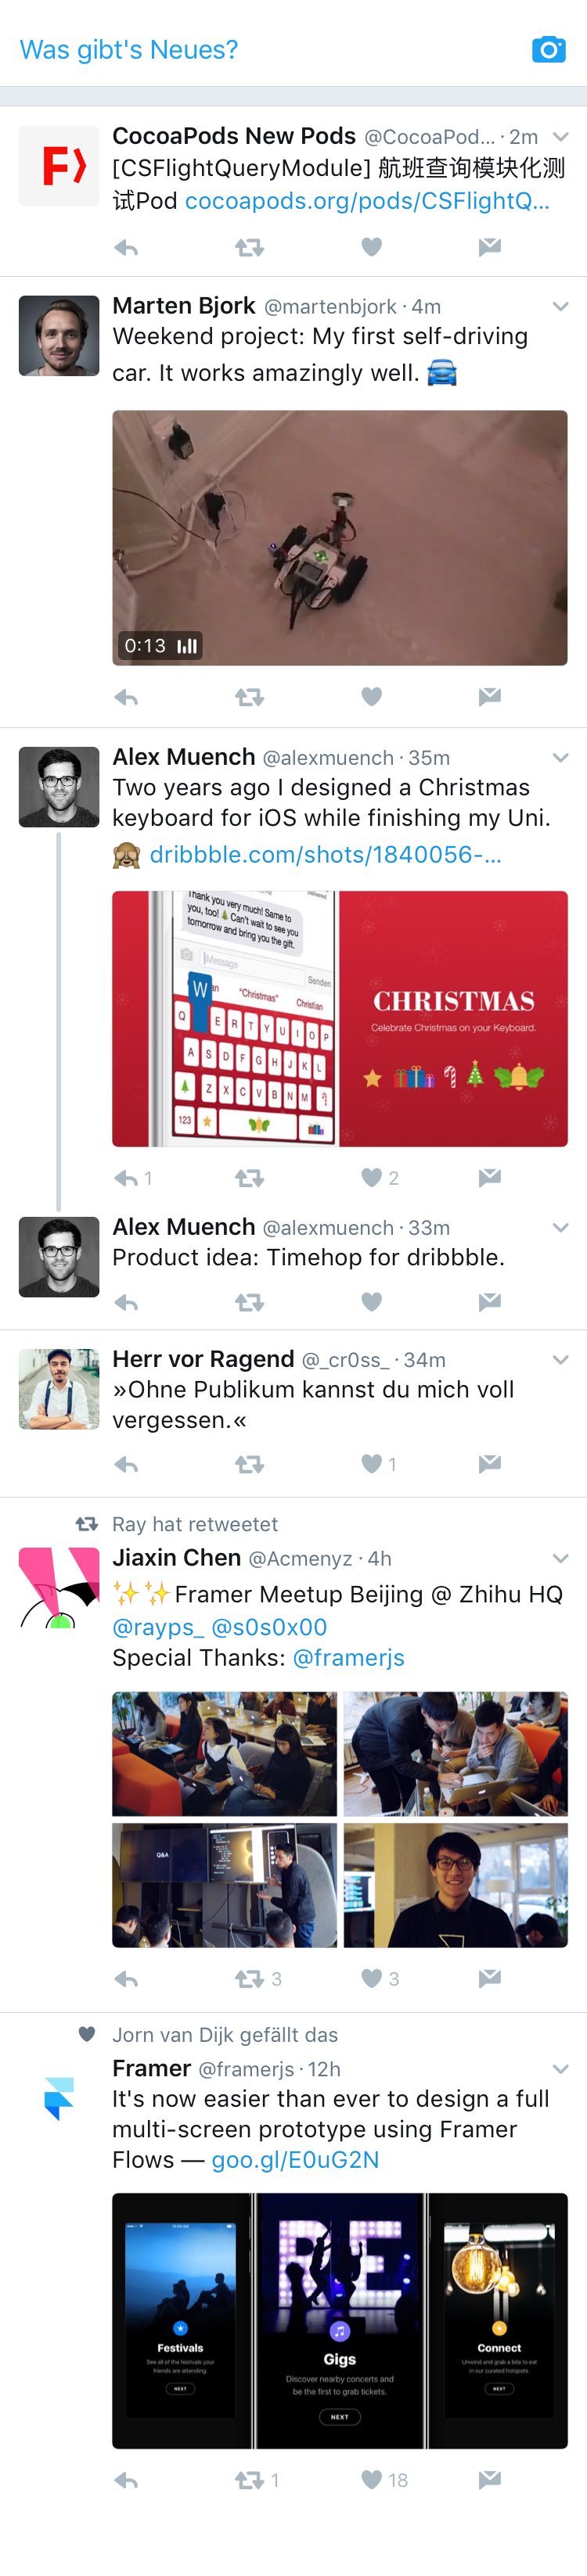 Was gibt's Neues?
CocoaPods New Pods @CocoaPod... · 2m
[CSFlightQueryModule] 航班查询模块化测
试Pod cocoapods.org/pods/CSFlightQ...
Marten Bjork @martenbjork · 4m
Weekend project: My first self-driving
car. It works amazingly well. 🚘
0:13
Alex Muench @alexmuench · 35m
Two years ago I designed a Christmas
keyboard for iOS while finishing my Uni.
🙈 dribbble.com/shots/1840056-...
Delivered
Thank you very much! Same to
you, too! 🎄 Can't wait to see you
tomorrow and bring you the gift.
iMessage
Senden
"Christmas" Christian
W
Q E R T Y U I O P
A S D F G H J K L
Z X C V B N M
123
CHRISTMAS
Celebrate Christmas on your Keyboard.
1 2
Alex Muench @alexmuench · 33m
Product idea: Timehop for dribbble.
Herr vor Ragend @_cr0ss_ · 34m
»Ohne Publikum kannst du mich voll
vergessen.«
1
Ray hat retweetet
Jiaxin Chen @Acmenyz · 4h
✨✨Framer Meetup Beijing @ Zhihu HQ
@rayps_ @s0s0x00
Special Thanks: @framerjs
Q&A
3 3
Jorn van Dijk gefällt das
Framer @framerjs · 12h
It's now easier than ever to design a full
multi-screen prototype using Framer
Flows — goo.gl/E0uG2N
RE
Festivals
See all of the festivals your
friends are attending.
NEXT
Gigs
Discover nearby concerts and
be the first to grab tickets.
NEXT
Connect
Unwind and grab a bite to eat
in our curated hotspots.
NEXT
1 18